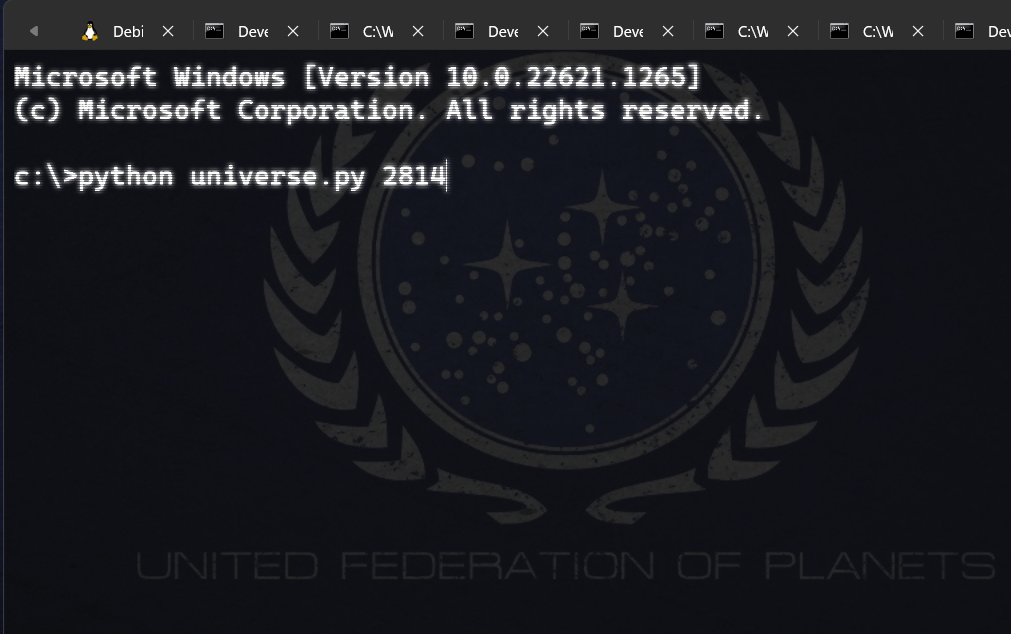 Debi
Deve
C:\W
Deve
Deve
C:\W
C:\W
Dev
Microsoft Windows [Version 10.0.22621.1265]
(c) Microsoft Corporation. All rights reserved.
c:\>python universe.py 2814
UNITED FEDERATION OF PLANETS